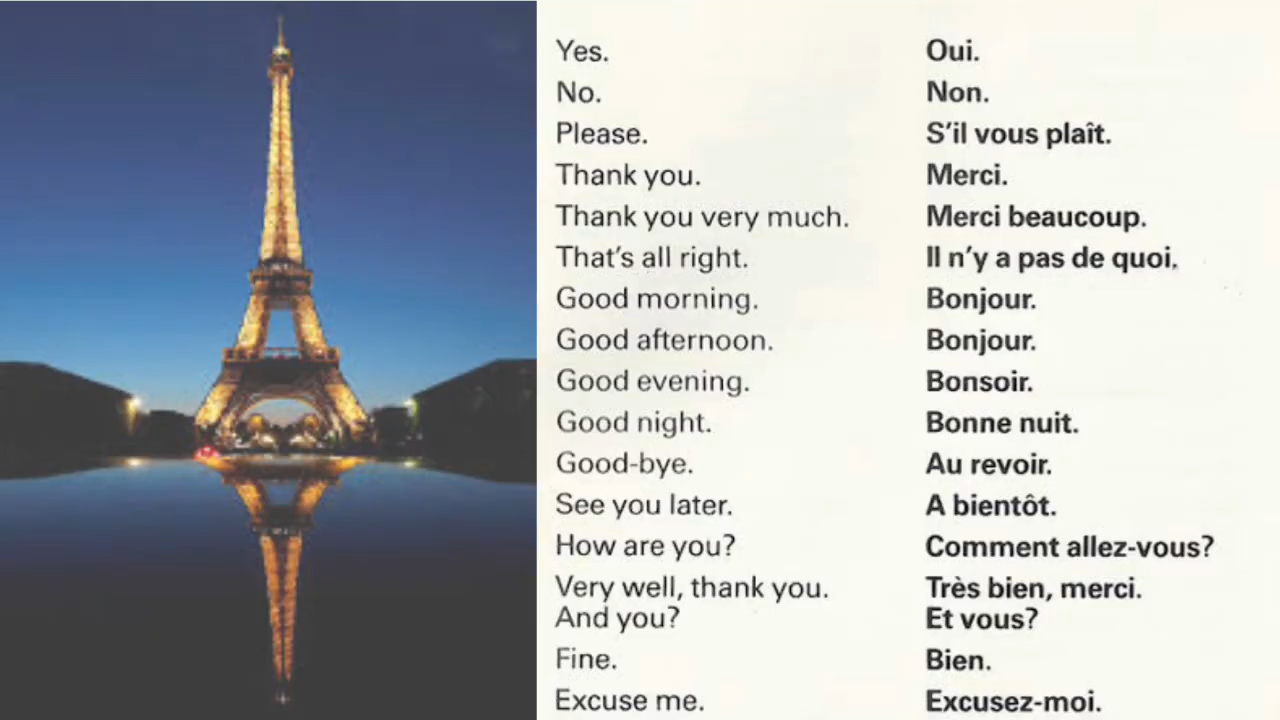 Yes. Oui.
No. Non.
Please. S'il vous plaît.
Thank you. Merci.
Thank you very much. Merci beaucoup.
That's all right. Il n'y a pas de quoi.
Good morning. Bonjour.
Good afternoon. Bonjour.
Good evening. Bonsoir.
Good night. Bonne nuit.
Good-bye. Au revoir.
See you later. A bientôt.
How are you? Comment allez-vous?
Very well, thank you. Très bien, merci.
And you? Et vous?
Fine. Bien.
Excuse me. Excusez-moi.